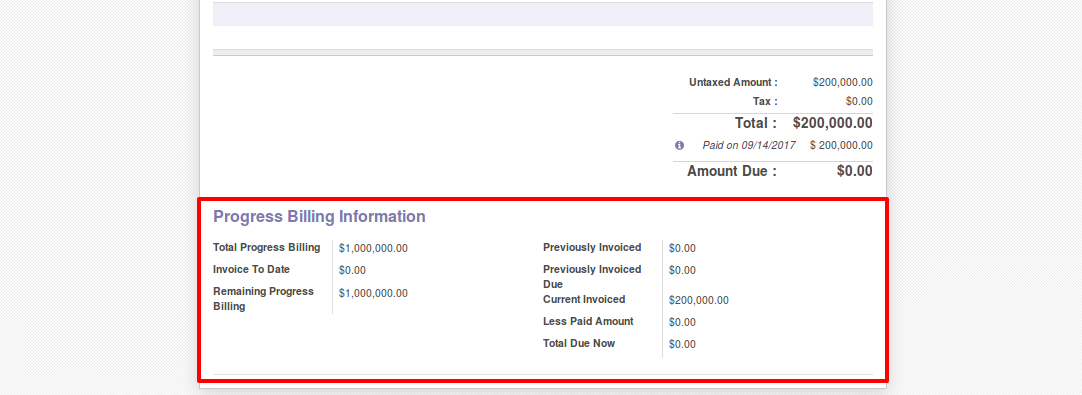 Untaxed Amount : $200,000.00
Tax : $0.00
Total : $200,000.00
Paid on 09/14/2017 $ 200,000.00
Amount Due : $0.00
Progress Billing Information
Total Progress Billing $1,000,000.00
Invoice To Date $0.00
Remaining Progress $1,000,000.00
Billing
Previously Invoiced $0.00
Previously Invoiced $0.00
Due
Current Invoiced $200,000.00
Less Paid Amount $0.00
Total Due Now $0.00